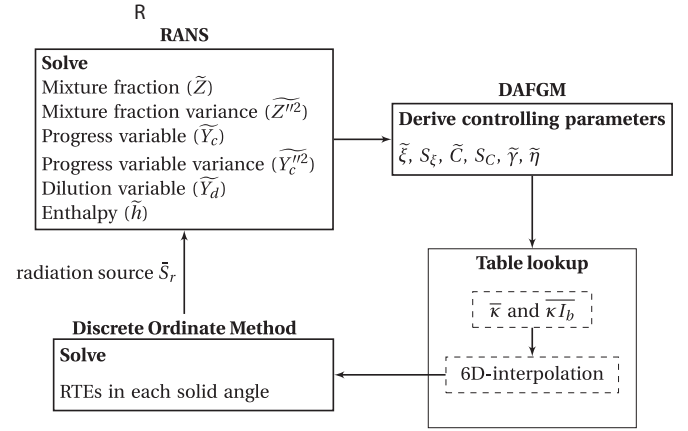 R
RANS
Solve
Mixture fraction (Z̃)
Mixture fraction variance (Z̃″²)
Progress variable (Ỹ_c)
Progress variable variance (Ỹ_c″²)
Dilution variable (Ỹ_d)
Enthalpy (h̃)
DAFGM
Derive controlling parameters
ξ̃, S_ξ, C̃, S_C, γ̃, η̃
Table lookup
κ̅ and κI_b
6D-interpolation
radiation source S̄_r
Discrete Ordinate Method
Solve
RTEs in each solid angle